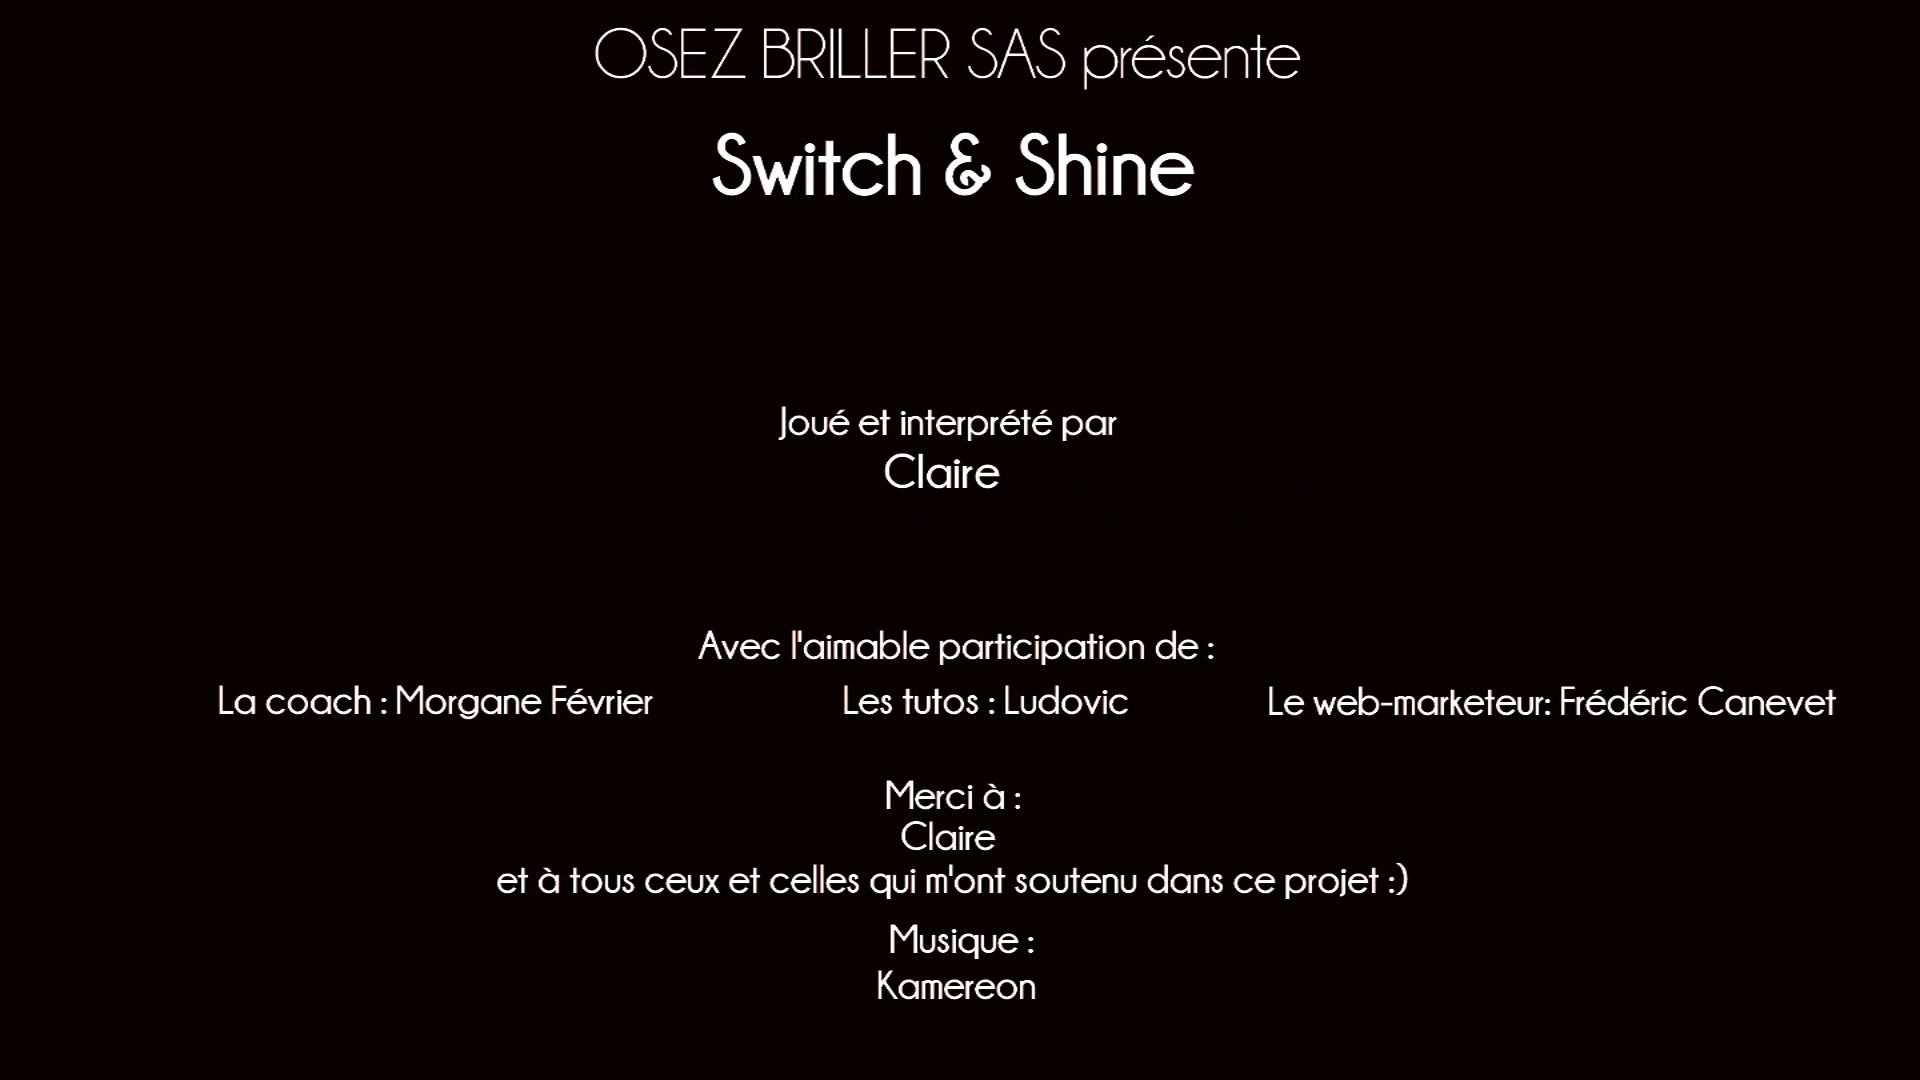 OSEZ BRILLER SAS présente
Switch & Shine
Joué et interprété par
Claire
Avec l'aimable participation de :
La coach : Morgane Février
Les tutos : Ludovic
Le web-marketeur: Frédéric Canevet
Merci à :
Claire
et à tous ceux et celles qui m'ont soutenu dans ce projet :)
Musique :
Kamereon